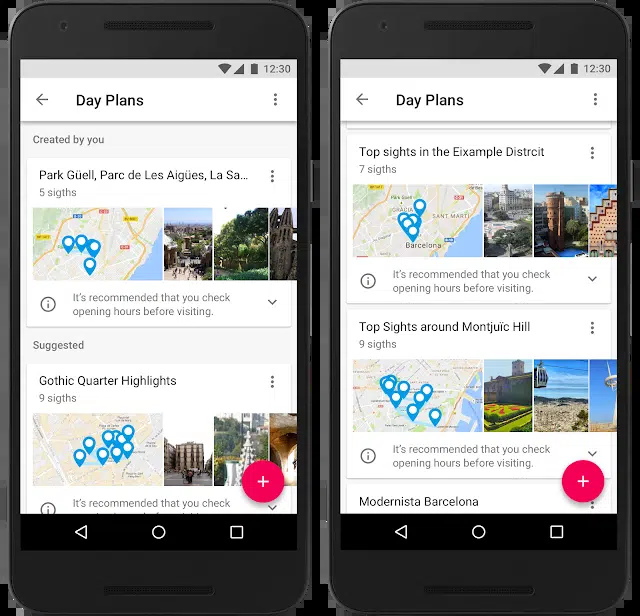 12:30
Day Plans
Created by you
Park Güell, Parc de Les Aigües, La Sa...
5 sigths
It's recommended that you check
opening hours before visiting.
Suggested
Gothic Quarter Highlights
9 sigths
It's recommended that you check
12:30
Day Plans
Top sights in the Eixample Distrcit
7 sights
Park Güell
GRÀCIA
SANT MARTÍ
Barcelona
It's recommended that you check
opening hours before visiting.
Top Sights around Montjuïc Hill
9 sights
It's recommended that you check
opening hours before visiting.
Modernista Barcelona